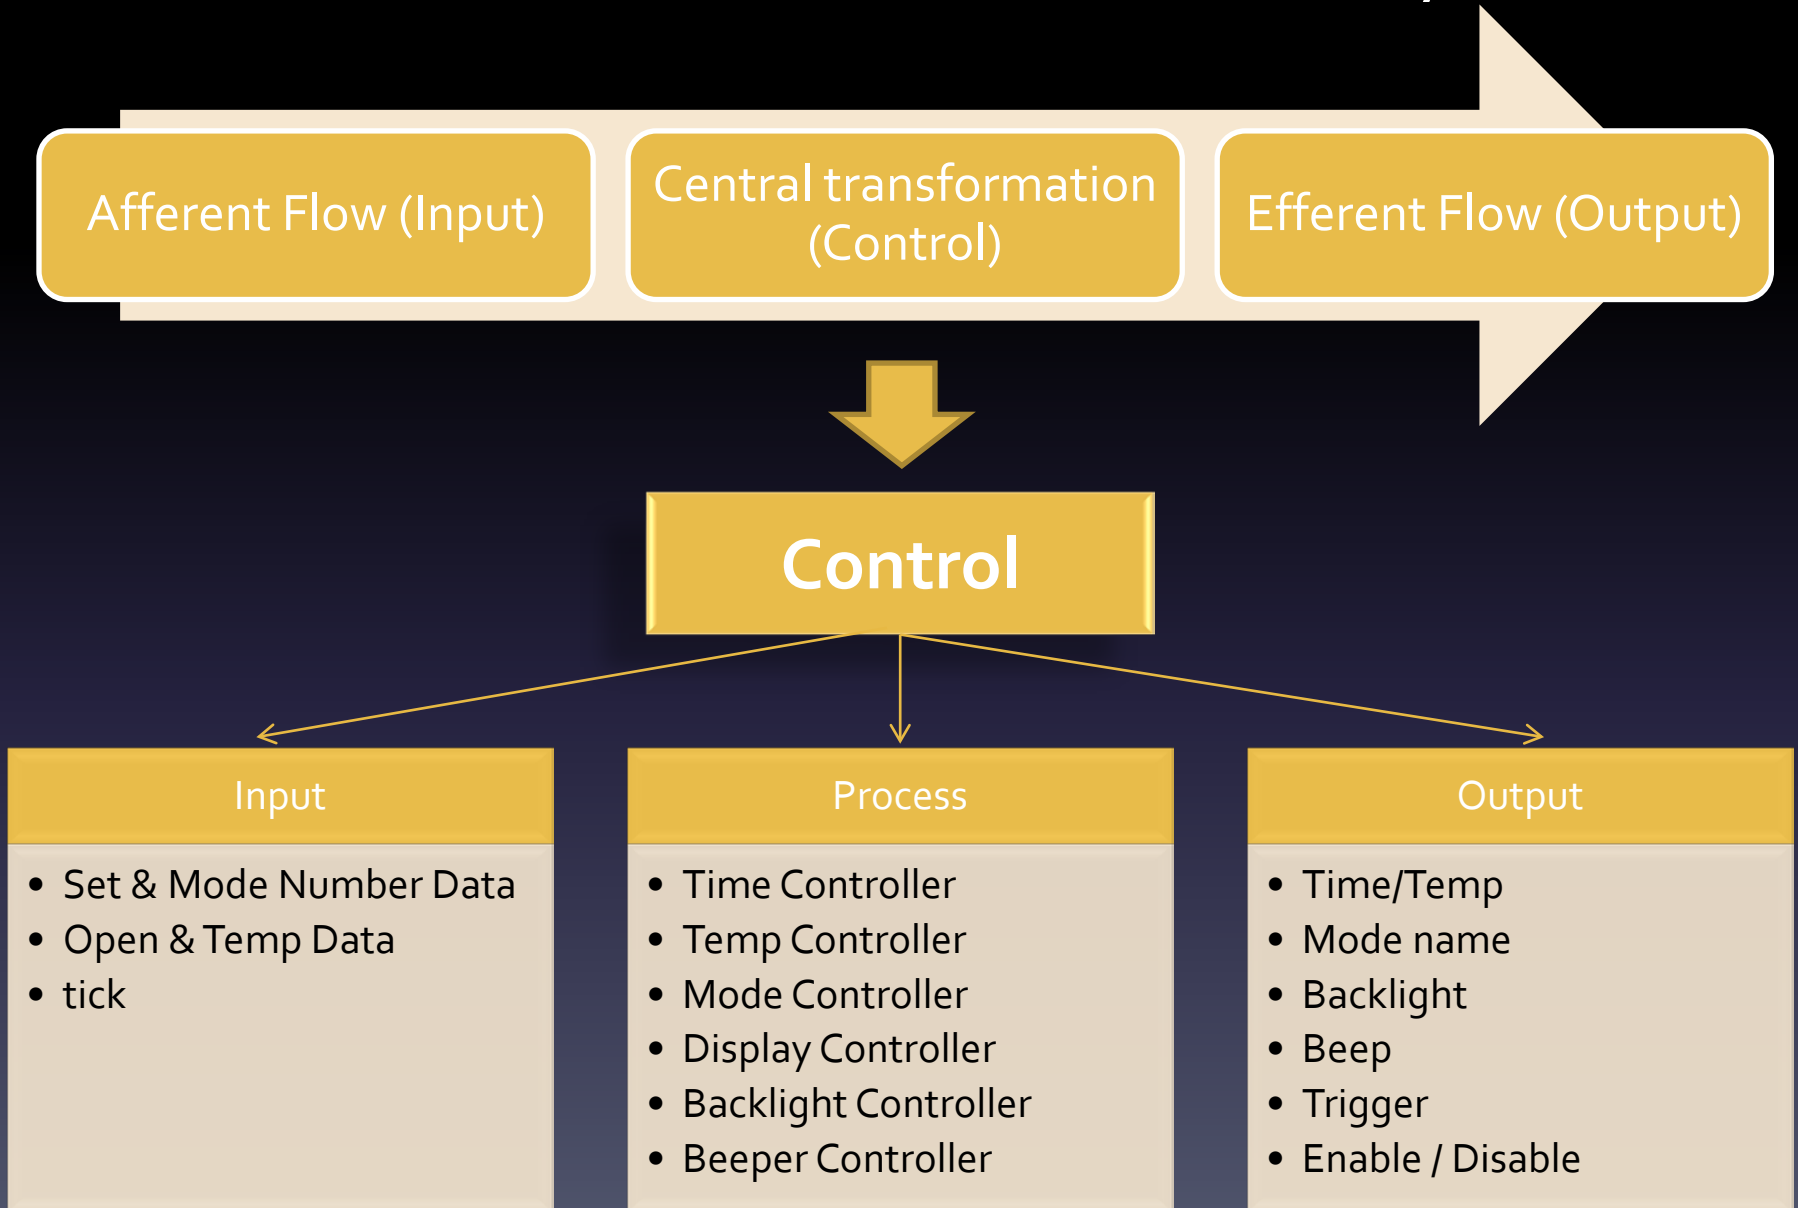 Afferent Flow (Input)
Central transformation
(Control)
Efferent Flow (Output)
Control
Input
• Set & Mode Number Data
• Open & Temp Data
• tick
Process
• Time Controller
• Temp Controller
• Mode Controller
• Display Controller
• Backlight Controller
• Beeper Controller
Output
• Time/Temp
• Mode name
• Backlight
• Beep
• Trigger
• Enable / Disable